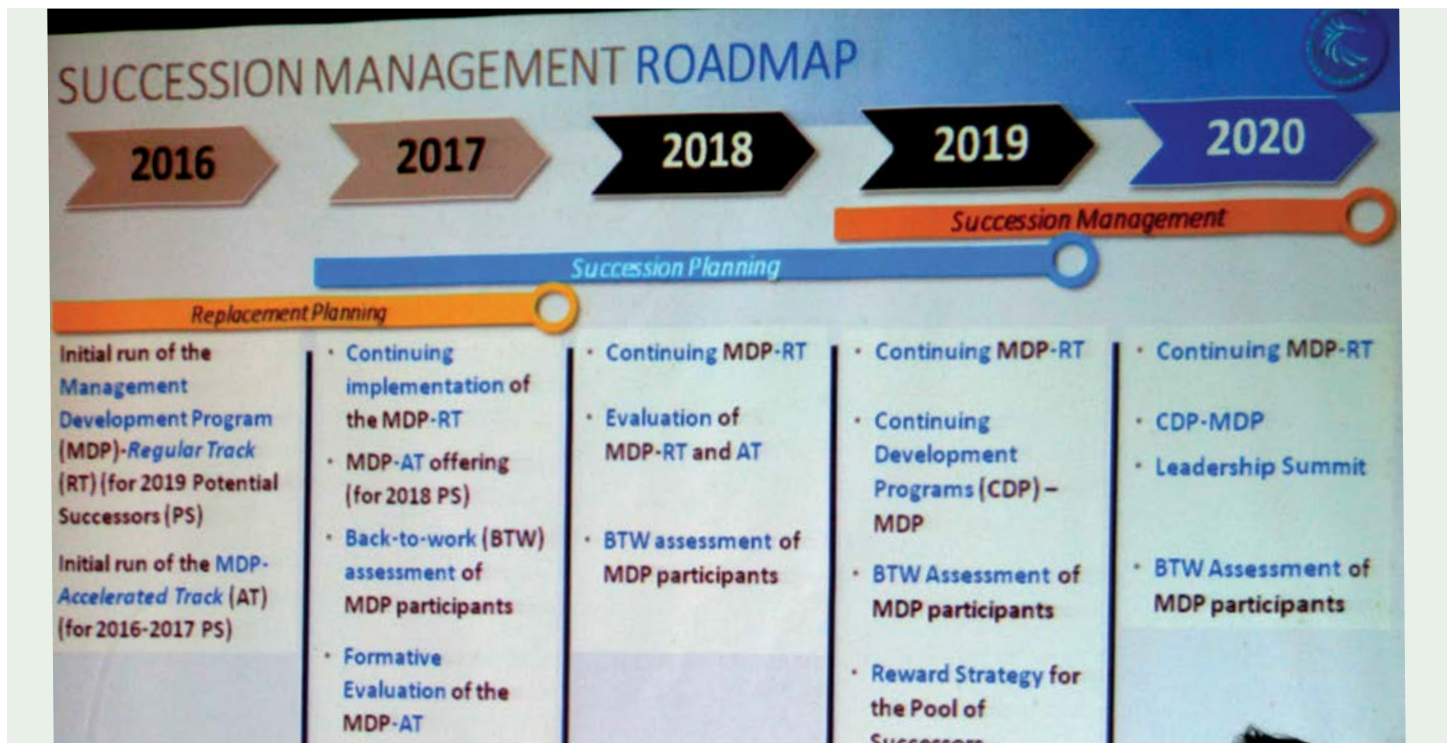 SUCCESSION MANAGEMENT ROADMAP
2016
2017
2018
2019
2020
Succession Management
Succession Planning
Replacement Planning
Initial run of the
Management
Development Program
(MDP)-Regular Track
(RT) (for 2019 Potential
Successors (PS)
Initial run of the MDP-
Accelerated Track (AT)
(for 2016-2017 PS)
· Continuing
implementation of
the MDP-RT
· MDP-AT offering
(for 2018 PS)
· Back-to-work (BTW)
assessment of
MDP participants
· Formative
Evaluation of the
MDP-AT
· Continuing MDP-RT
· Evaluation of
MDP-RT and AT
· BTW assessment of
MDP participants
· Continuing MDP-RT
· Continuing
Development
Programs (CDP) –
MDP
· BTW Assessment of
MDP participants
· Reward Strategy for
the Pool of
Successors
· Continuing MDP-RT
· CDP-MDP
· Leadership Summit
· BTW Assessment of
MDP participants